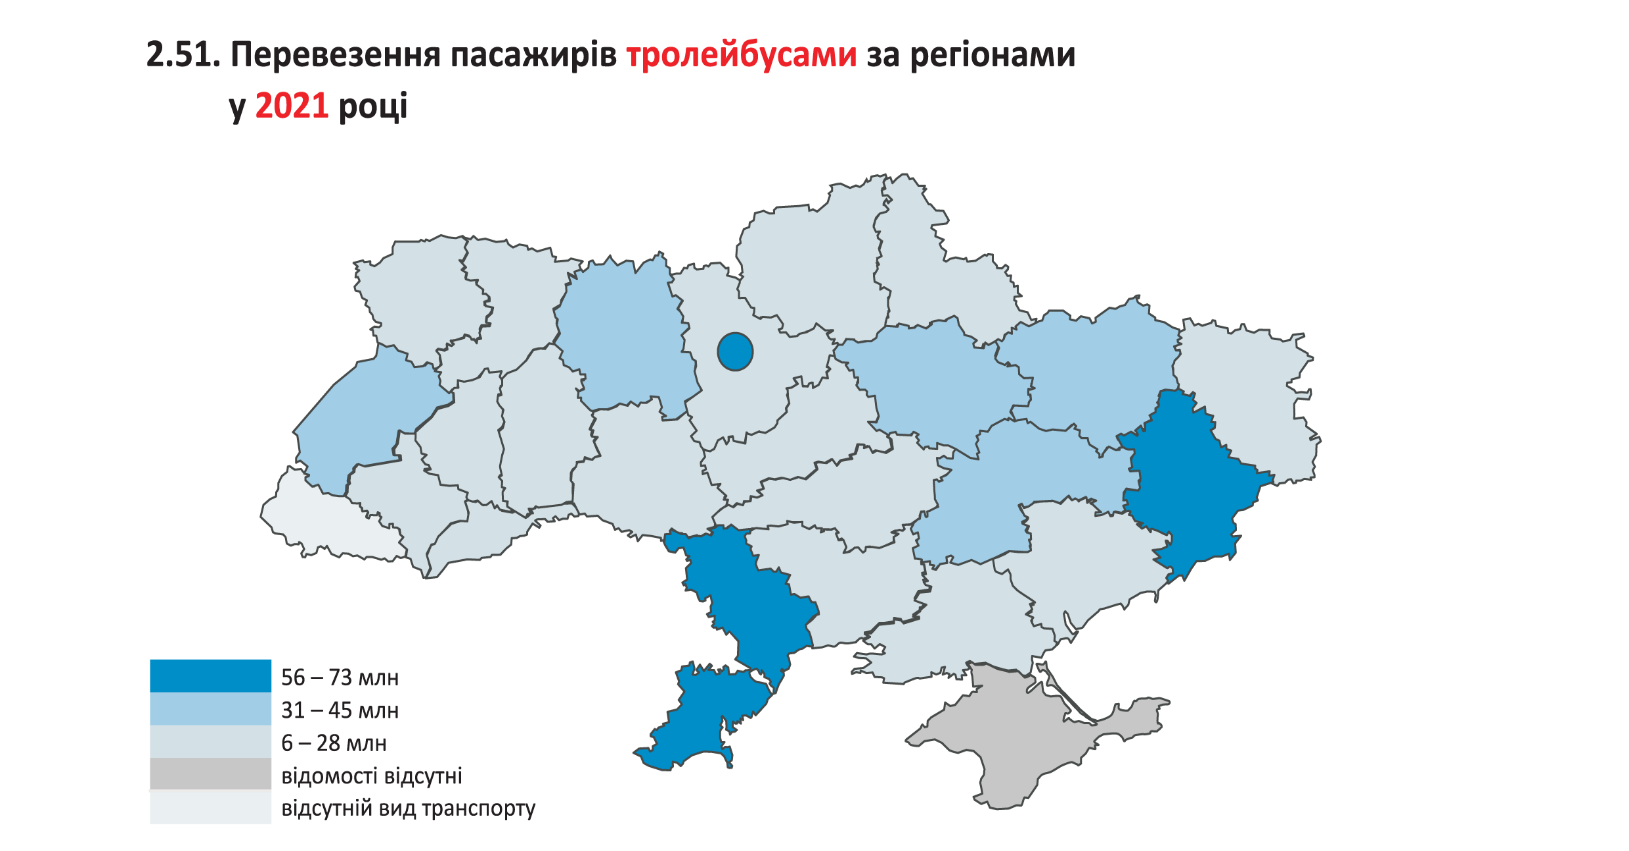 2.51. Перевезення пасажирів тролейбусами за регіонами
у 2021 році
56 – 73 млн
31 – 45 млн
6 – 28 млн
відомості відсутні
відсутній вид транспорту